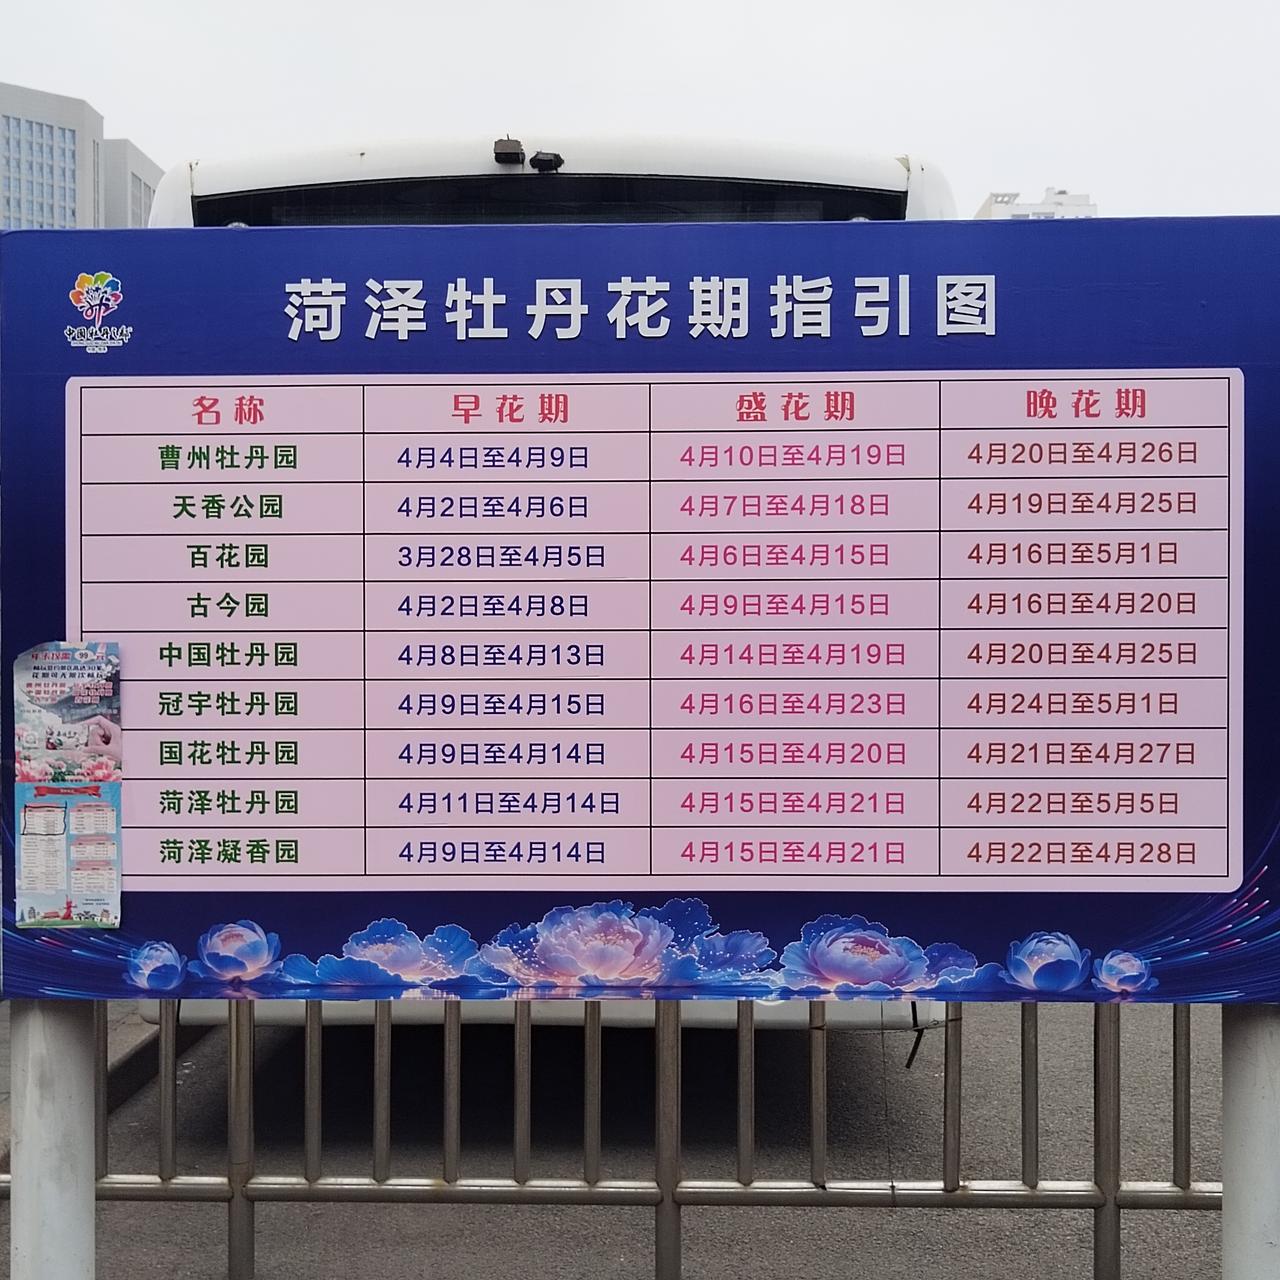 菏泽牡丹花期指引图
中国牡丹之都
名称 早花期 盛花期 晚花期
曹州牡丹园 4月4日至4月9日 4月10日至4月19日 4月20日至4月26日
天香公园 4月2日至4月6日 4月7日至4月18日 4月19日至4月25日
百花园 3月28日至4月5日 4月6日至4月15日 4月16至5月1日
古今园 4月2日至4月8日 4月9日至4月15日 4月16日至4月20日
中国牡丹园 4月8日至4月13日 4月14日至4月19日 4月20日至4月25日
冠宇牡丹园 4月9日至4月15日 4月16至4月23日 4月24日至5月1日
国花牡丹园 4月9日至4月14日 4月15日至4月20日 4月21日至4月27日
菏泽牡丹园 4月11日至4月14日 4月15日至4月21日 4月22至5月5日
菏泽凝香园 4月9日至4月14日 4月15日至4月21日 4月22日至4月28日